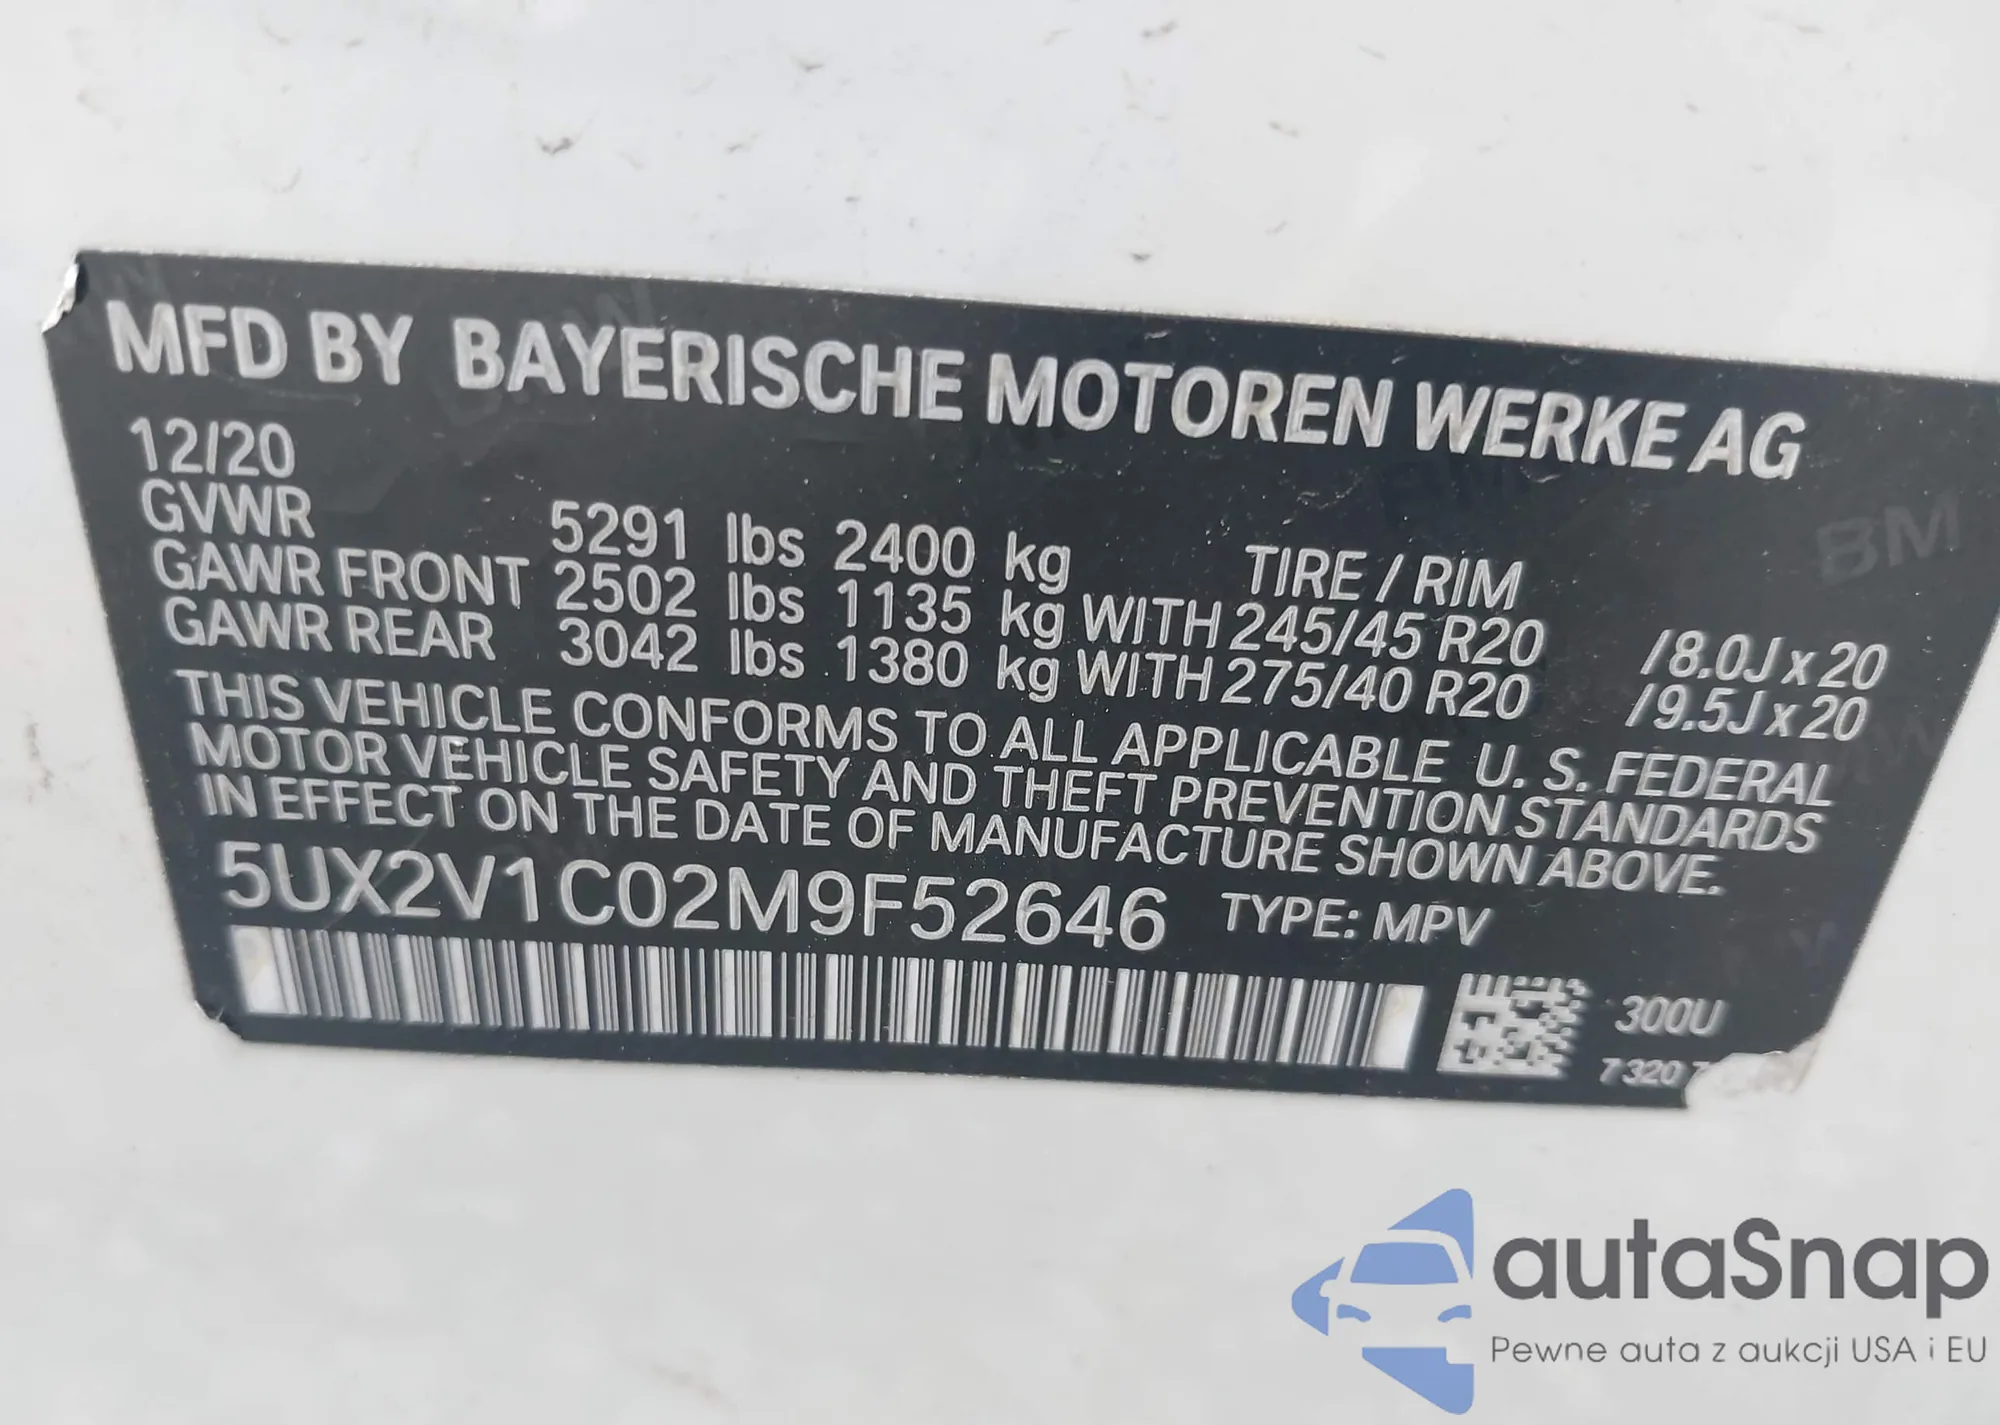 MFD BY BAYERISCHE MOTOREN WERKE AG
12/20
GVWR 5291 lbs 2400 kg TIRE / RIM
GAWR FRONT 2502 lbs 1135 kg WITH 245/45 R20 /8.0J x 20
GAWR REAR 3042 lbs 1380 kg WITH 275/40 R20 /9.5J x 20
THIS VEHICLE CONFORMS TO ALL APPLICABLE U. S. FEDERAL
MOTOR VEHICLE SAFETY AND THEFT PREVENTION STANDARDS
IN EFFECT ON THE DATE OF MANUFACTURE SHOWN ABOVE.
5UX2V1C02M9F52646 TYPE: MPV
300U
7 320 7
autaSnap
Pewne auta z aukcji USA i EU